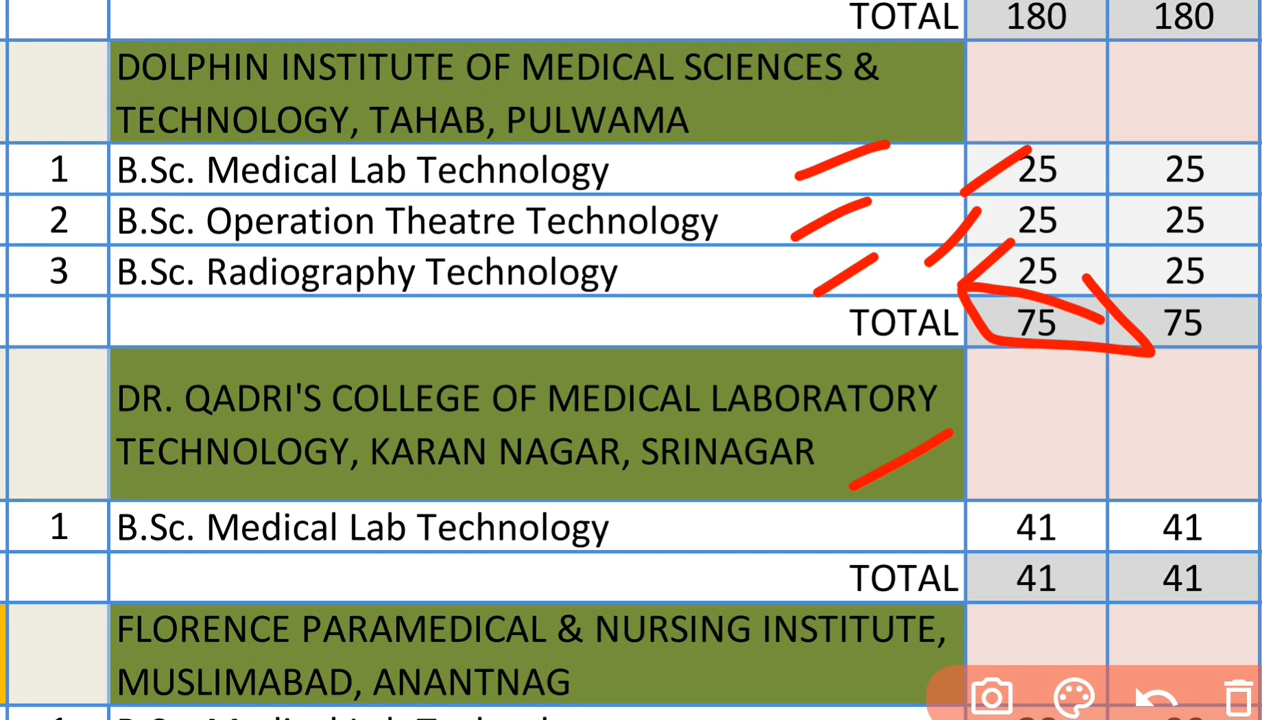 TOTAL 180 180
DOLPHIN INSTITUTE OF MEDICAL SCIENCES &
TECHNOLOGY, TAHAB, PULWAMA
1 B.Sc. Medical Lab Technology 25 25
2 B.Sc. Operation Theatre Technology 25 25
3 B.Sc. Radiography Technology 25 25
TOTAL 75 75
DR. QADRI'S COLLEGE OF MEDICAL LABORATORY
TECHNOLOGY, KARAN NAGAR, SRINAGAR
1 B.Sc. Medical Lab Technology 41 41
TOTAL 41 41
FLORENCE PARAMEDICAL & NURSING INSTITUTE,
MUSLIMABAD, ANANTNAG